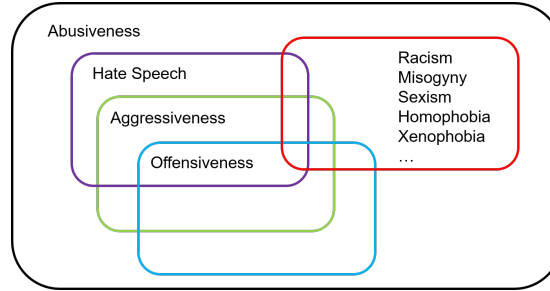 Abusiveness
Hate Speech
Aggressiveness
Offensiveness
Racism
Misogyny
Sexism
Homophobia
Xenophobia
...